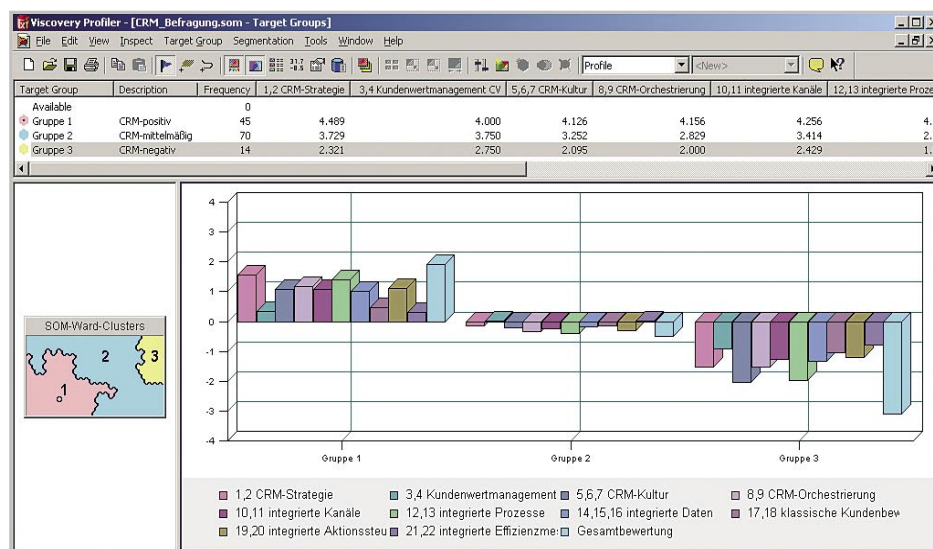 Viscovery Profiler - [CRM_Befragung.som - Target Groups]
File Edit View Inspect Target Group Segmentation Tools Window Help
Profile <New>
Target Group Description Frequency 1,2 CRM-Strategie 3,4 Kundenwertmanagement CV 5,6,7 CRM-Kultur 8,9 CRM-Orchestrierung 10,11 integrierte Kanäle 12,13 integrierte Proze
Available 0
Gruppe 1 CRM-positiv 45 4.489 4.000 4.126 4.156 4.256 4.
Gruppe 2 CRM-mittelmäßig 70 3.729 3.750 3.252 2.829 3.414 2.
Gruppe 3 CRM-negativ 14 2.321 2.750 2.095 2.000 2.429 1.
4
3
2
1
0
-1
-2
-3
-4
SOM-Ward-Clusters
1 2 3
Gruppe 1 Gruppe 2 Gruppe 3
1,2 CRM-Strategie 3,4 Kundenwertmanagement 5,6,7 CRM-Kultur 8,9 CRM-Orchestrierung
10,11 integrierte Kanäle 12,13 integrierte Prozesse 14,15,16 integrierte Daten 17,18 klassische Kundenbew
19,20 integrierte Aktionssteu 21,22 integrierte Effizienzme: Gesamtbewertung